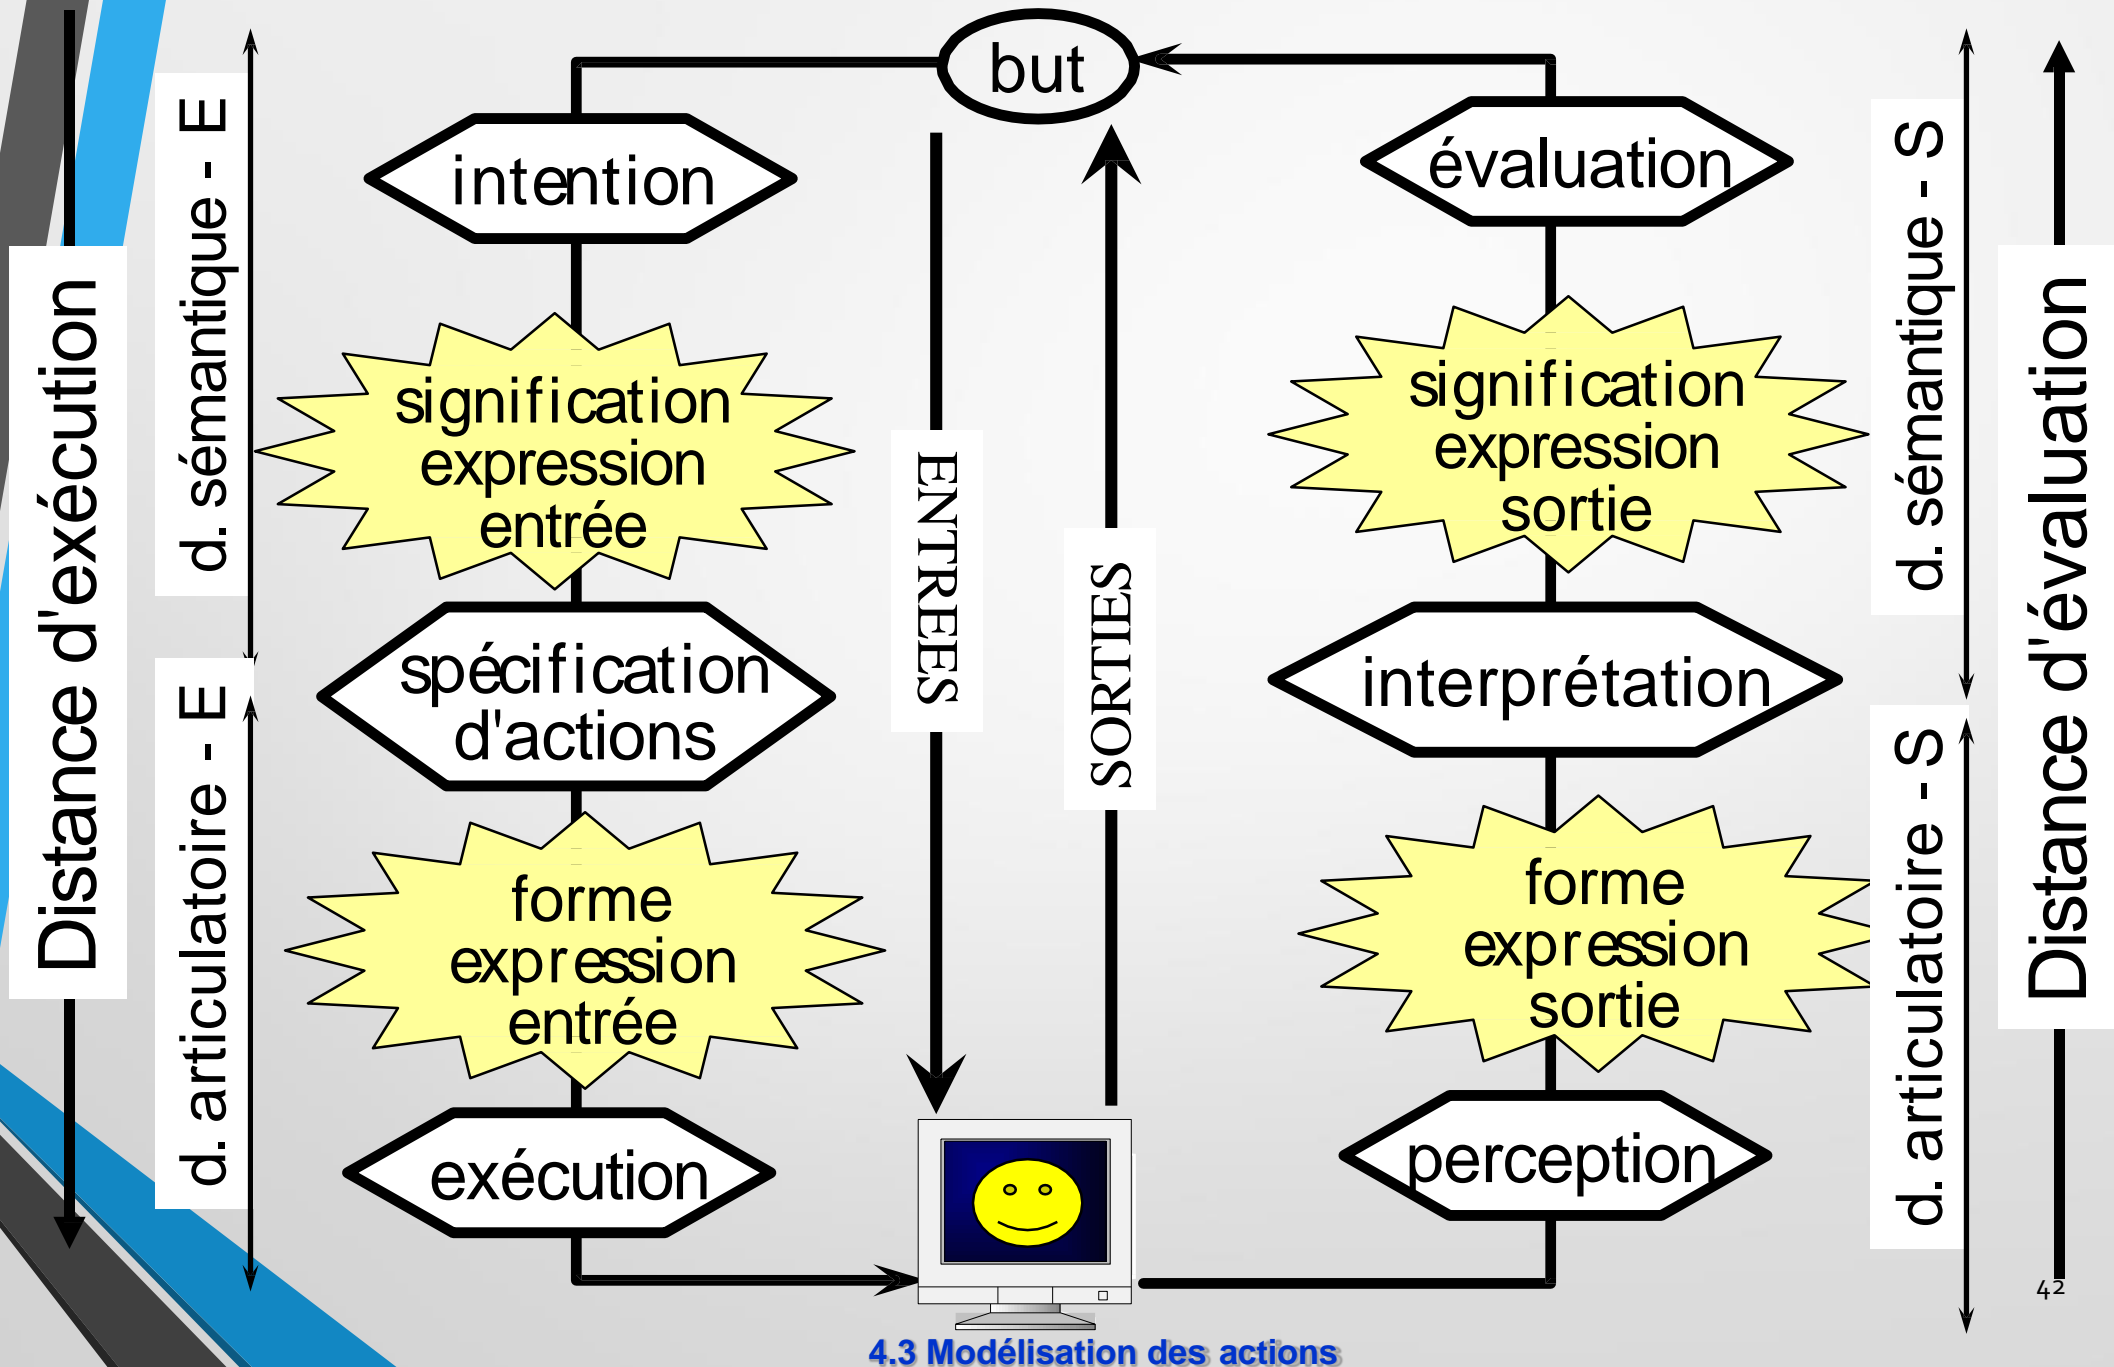 but
intention
signification
expression
entrée
spécification
d'actions
forme
expression
entrée
exécution
évaluation
signification
expression
sortie
interprétation
forme
expression
sortie
perception
ENTREES
SORTIES
Distance d'exécution
d. sémantique - E
d. articulatoire - E
d. sémantique - S
d. articulatoire - S
Distance d'évaluation
42
4.3 Modélisation des actions